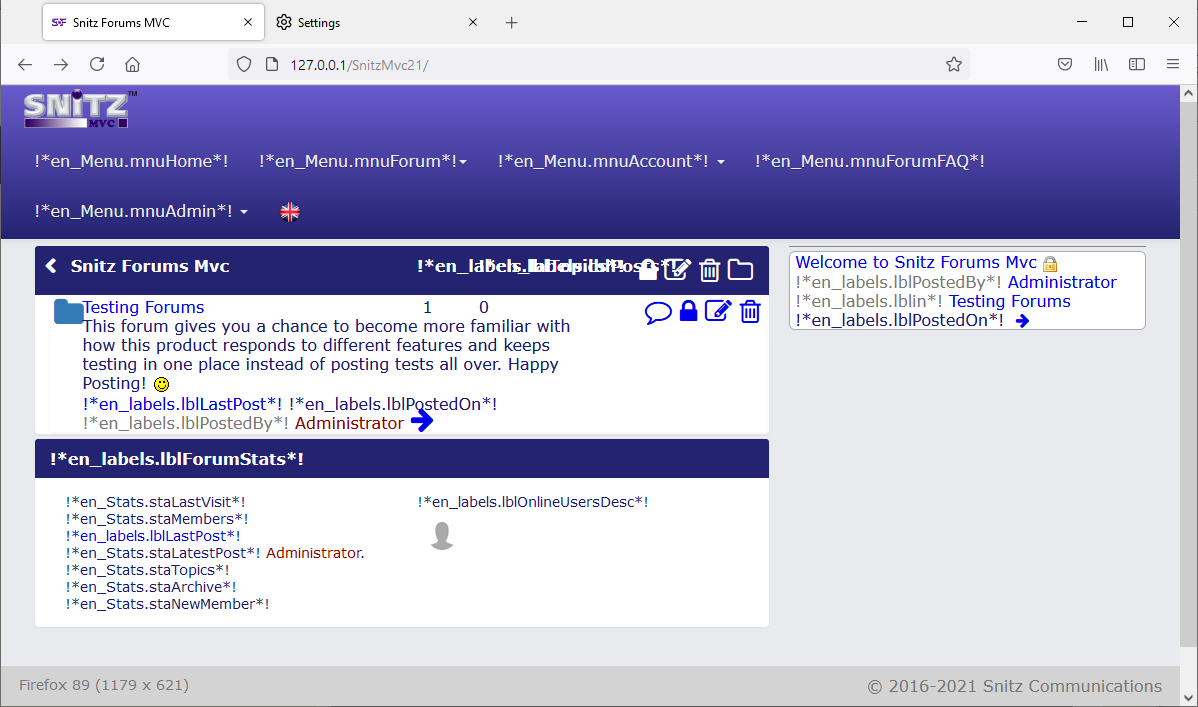 Snitz Forums MVC
Settings
127.0.0.1/SnitzMvc21/
SNiTZ™
MVC
!*en_Menu.mnuHome*! !*en_Menu.mnuForum*! !*en_Menu.mnuAccount*! !*en_Menu.mnuForumFAQ*!
!*en_Menu.mnuAdmin*!
Snitz Forums Mvc
Testing Forums 1 0
This forum gives you a chance to become more familiar with
how this product responds to different features and keeps
testing in one place instead of posting tests all over. Happy
Posting!
!*en_labels.lblLastPost*! !*en_labels.lblPostedOn*!
!*en_labels.lblPostedBy*! Administrator
Welcome to Snitz Forums Mvc
!*en_labels.lblPostedBy*! Administrator
!*en_labels.lblin*! Testing Forums
!*en_labels.lblPostedOn*!
!*en_labels.lblForumStats*!
!*en_Stats.staLastVisit*!
!*en_Stats.staMembers*!
!*en_labels.lblLastPost*!
!*en_Stats.staLatestPost*! Administrator.
!*en_Stats.staTopics*!
!*en_Stats.staArchive*!
!*en_Stats.staNewMember*!
!*en_labels.lblOnlineUsersDesc*!
Firefox 89 (1179 x 621)
© 2016-2021 Snitz Communications